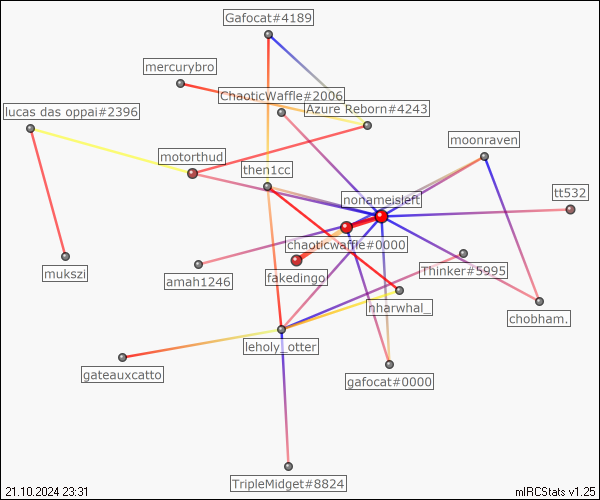 Gafocat#4189
mercurybro
ChaoticWaffle#2006
lucas das oppai#2396
Azure Reborn#4243
moonraven
motorthud
then1cc
nonameisleft
tt532
chaoticwaffle#0000
mukszi
amah1246
fakedingo
Thinker#5995
nharwhal_
chobham.
leholy_otter
gateauxcatto
gafocat#0000
TripleMidget#8824
21.10.2024 23:31
mIRCStats v1.25